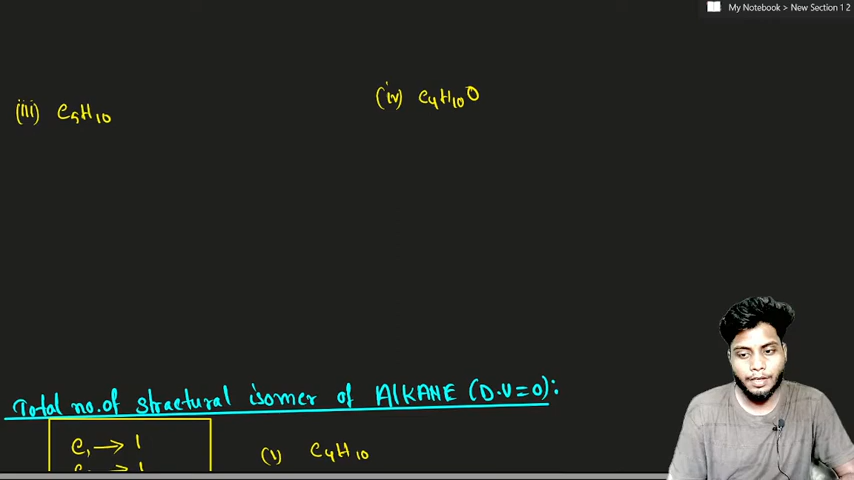 My Notebook > New Section 1 2
(iii) C5H10
(iv) C4H10O
Total no. of structural isomer of ALKANE (D.U=0):
C1 → 1
(1) C4H10